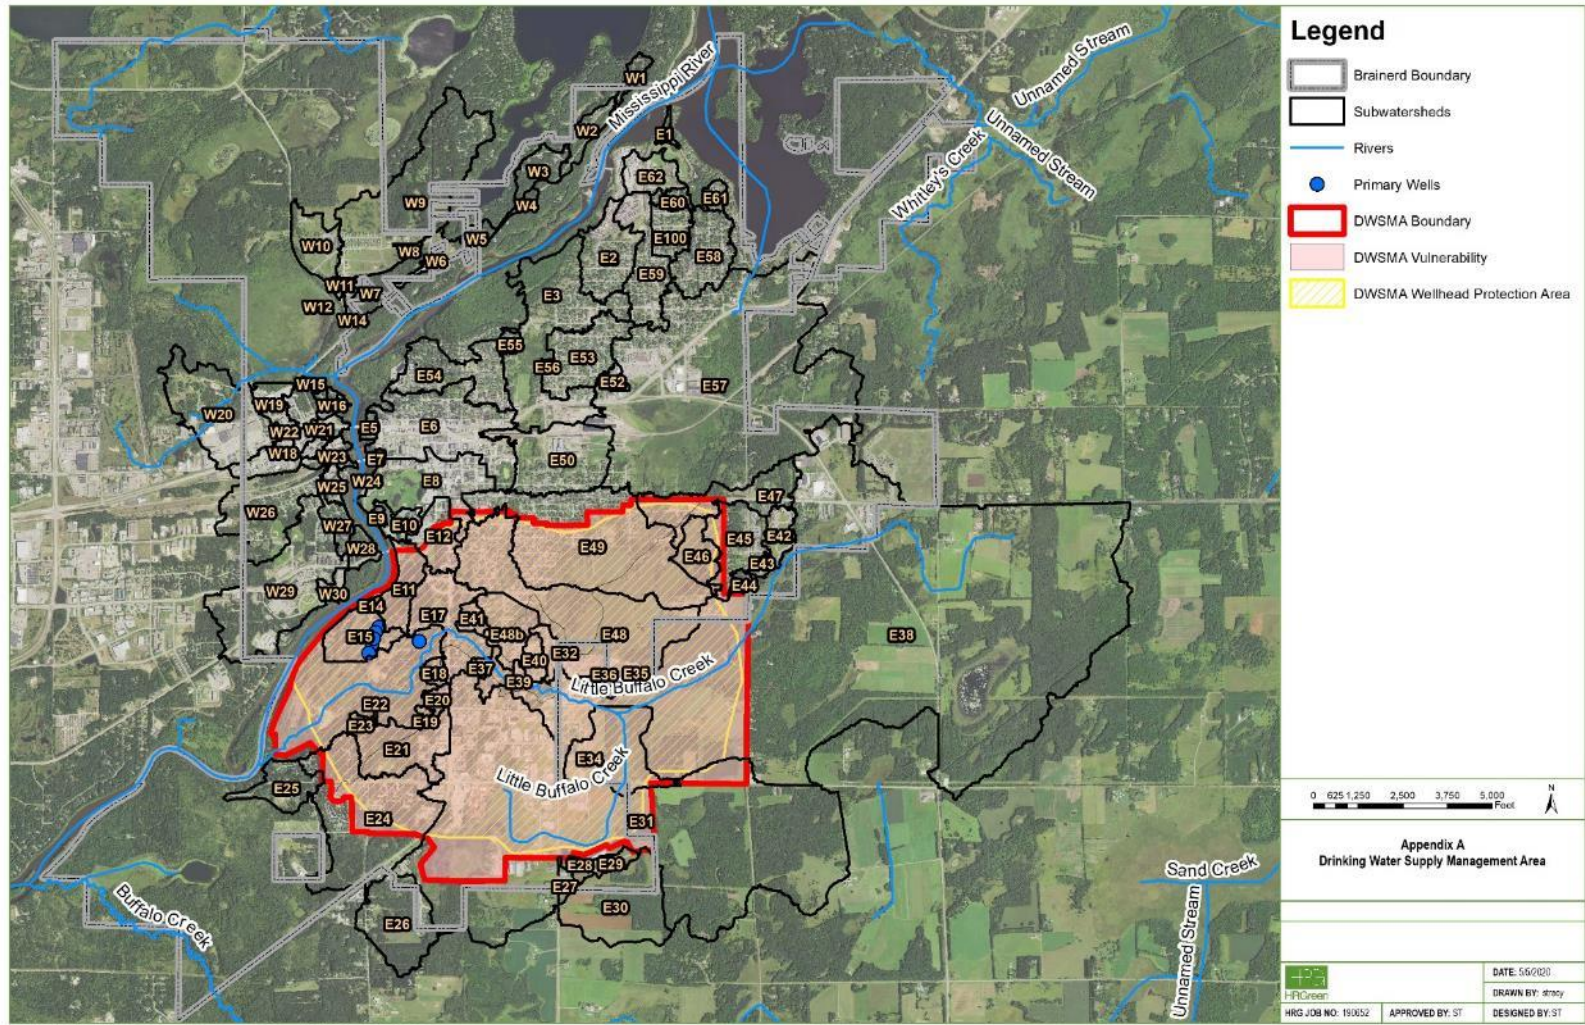 Legend
Brainerd Boundary
Subwatersheds
Rivers
Primary Wells
DWSMA Boundary
DWSMA Vulnerability
DWSMA Wellhead Protection Area
0 625 1,250 2,500 3,750 5,000
Feet
N
Appendix A
Drinking Water Supply Management Area
HRGreen
DATE: 5/5/2020
DRAWN BY: stracy
HRG JOB NO: 190652
APPROVED BY: ST
DESIGNED BY: ST
Mississippi River
Unnamed Stream
Unnamed Stream
Whitley's Creek
Little Buffalo Creek
Little Buffalo Creek
Buffalo Creek
Sand Creek
Unnamed Stream
W1
W2
E1
W3
E62
W4
W9
E60
E61
W10
W5
E100
W8
W6
E2
E58
E59
W11
W7
E3
W12
W14
E55
E53
E56
E54
E52
E57
W15
W19
W16
W20
E5
E6
W22
W21
W18
W23
E7
E50
W24
E8
W25
E47
W26
W27
E9
E10
E12
E42
E45
W28
E49
E46
E43
E44
W29
W30
E11
E14
E17
E41
E15
E48b
E48
E38
E40
E32
E37
E18
E39
E36
E35
E20
E22
E19
E23
E21
E34
E25
E24
E31
E28
E29
E27
E30
E26